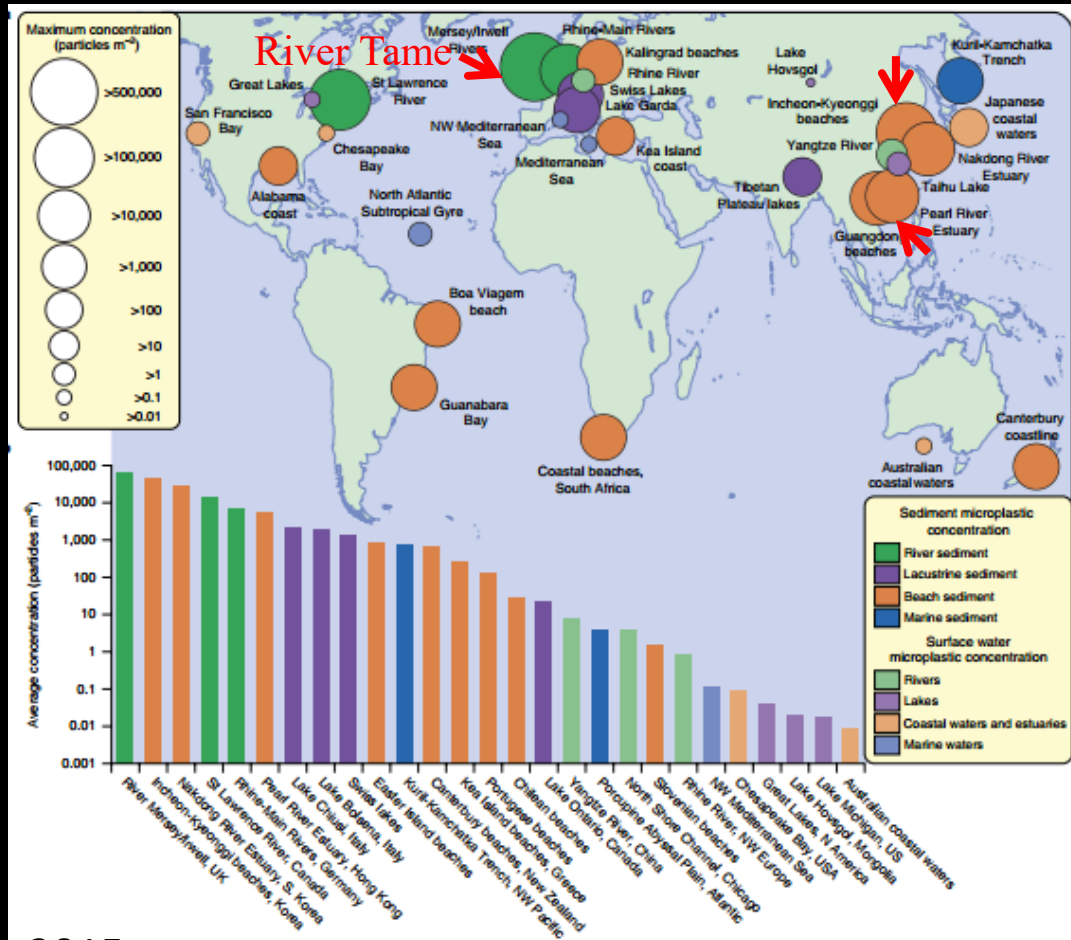 Maximum concentration
(particles m⁻²)
>500,000
>100,000
>10,000
>1,000
>100
>10
>1
>0.1
>0.01
Mersey/Irwell
Rivers
River Tame
Rhine-Main Rivers
Kalingrad beaches
Rhine River
Swiss Lakes
Lake Garda
Great Lakes
St Lawrence
River
San Francisco
Bay
Chesapeake
Bay
Alabama
coast
NW Mediterranean
Sea
Mediterranean
Sea
Kea Island
coast
North Atlantic
Subtropical Gyre
Lake
Hovsgol
Kuril-Kamchatka
Trench
Incheon-Kyeonggi
beaches
Japanese
coastal
waters
Yangtze River
Nakdong River
Estuary
Tibetan
Plateau lakes
Taihu Lake
Pearl River
Estuary
Guangdong
beaches
Boa Viagem
beach
Guanabara
Bay
Coastal beaches,
South Africa
Australian
coastal waters
Canterbury
coastline
Average concentration (particles m⁻²)
100,000
10,000
1,000
100
10
1
0.1
0.01
0.001
River Mersey/Irwell, UK
Incheon-Kyeonggi beaches, Korea
Nakdong River Estuary, S. Korea
St Lawrence River, Canada
Rhine-Main Rivers, Germany
Pearl River Estuary, Hong Kong
Lake Chiusi, Italy
Lake Bolsena, Italy
Swiss lakes
Easter Island beaches
Kuril-Kamchatka Trench, NW Pacific
Canterbury beaches, New Zealand
Kea Island beaches, Greece
Portugese beaches
Chilean beaches
Lake Ontario, Canada
Yangtze River, China
Porcupine Abyssal Plain, Atlantic
North Shore Channel, Chicago
Slovenian beaches
Rhine River, NW Europe
NW Mediterranean Sea
Chesapeake Bay, USA
Great Lakes, N America
Lake Hovsgol, Mongolia
Lake Michigan, US
Australian coastal waters
Sediment microplastic
concentration
River sediment
Lacustrine sediment
Beach sediment
Marine sediment
Surface water
microplastic concentration
Rivers
Lakes
Coastal waters and estuaries
Marine waters